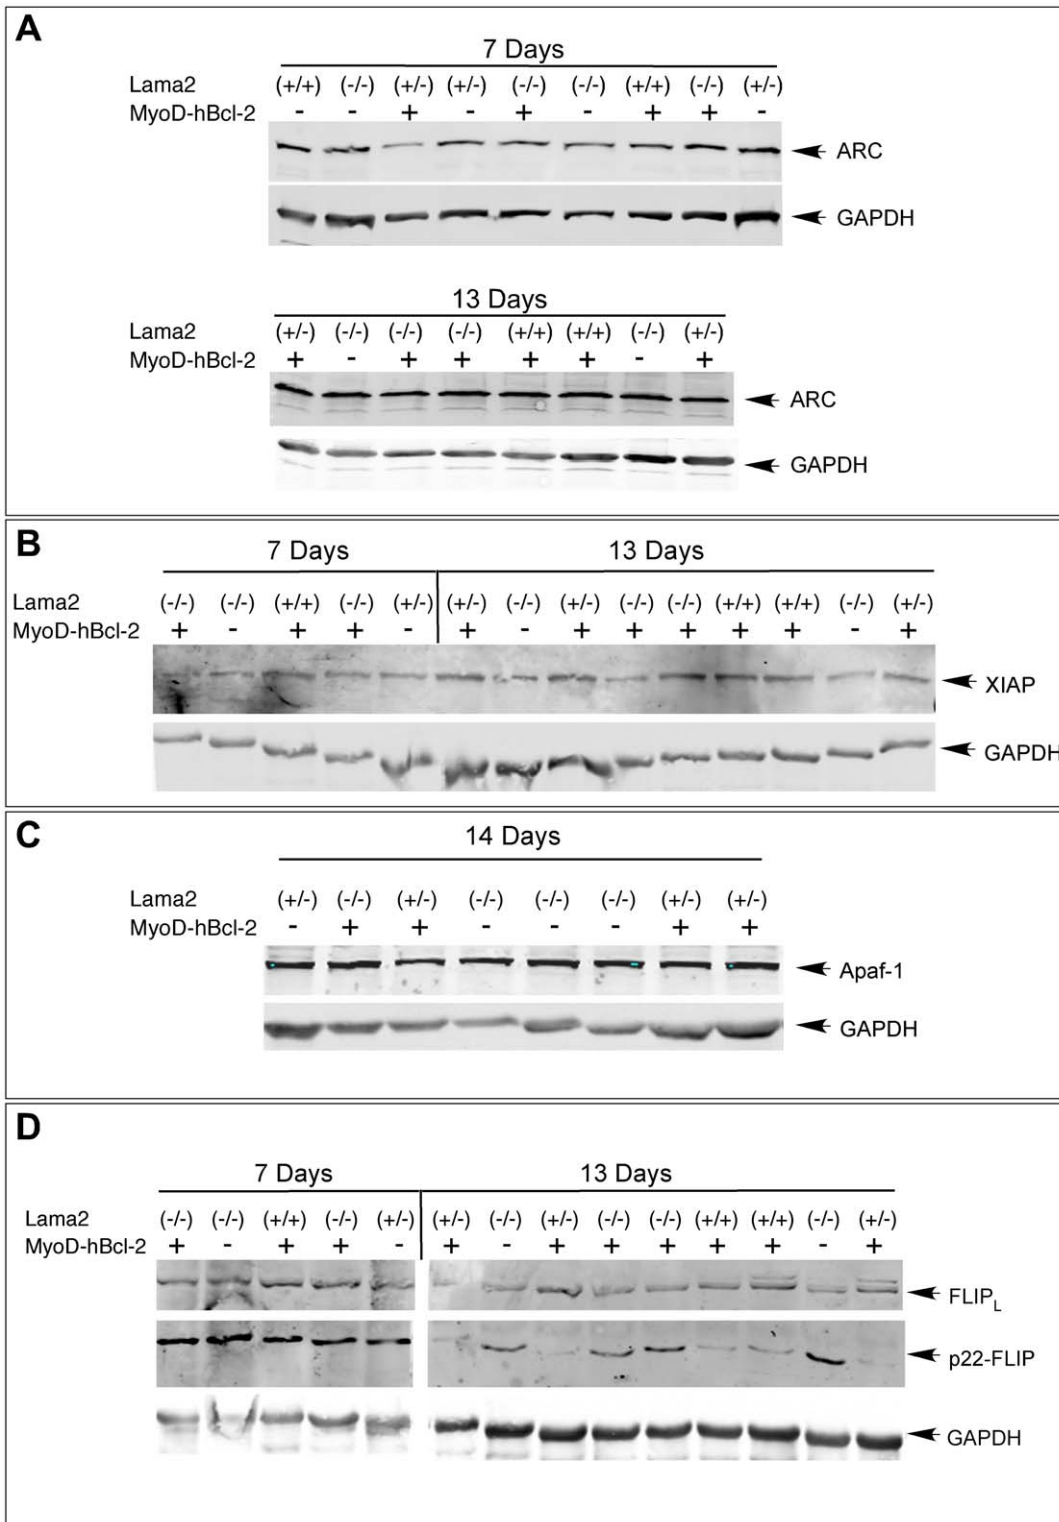 A
7 Days
Lama2 (+/+) (-/-) (+/-) (+/-) (-/-) (-/-) (+/+) (-/-) (+/-)
MyoD-hBcl-2 - - + - + - + + -
ARC
GAPDH
13 Days
Lama2 (+/-) (-/-) (-/-) (-/-) (+/+) (+/+) (-/-) (+/-)
MyoD-hBcl-2 + - + + + + - +
ARC
GAPDH
B
7 Days 13 Days
Lama2 (-/-) (-/-) (+/+) (-/-) (+/-) (+/-) (-/-) (+/-) (-/-) (-/-) (+/+) (+/+) (-/-) (+/-)
MyoD-hBcl-2 + - + + - + - + + + + + - +
XIAP
GAPDH
C
14 Days
Lama2 (+/-) (-/-) (+/-) (-/-) (-/-) (-/-) (+/-) (+/-)
MyoD-hBcl-2 - + + - - - + +
Apaf-1
GAPDH
D
7 Days 13 Days
Lama2 (-/-) (-/-) (+/+) (-/-) (+/-) (+/-) (-/-) (+/-) (-/-) (-/-) (+/+) (+/+) (-/-) (+/-)
MyoD-hBcl-2 + - + + - + - + + + + + - +
FLIPL
p22-FLIP
GAPDH